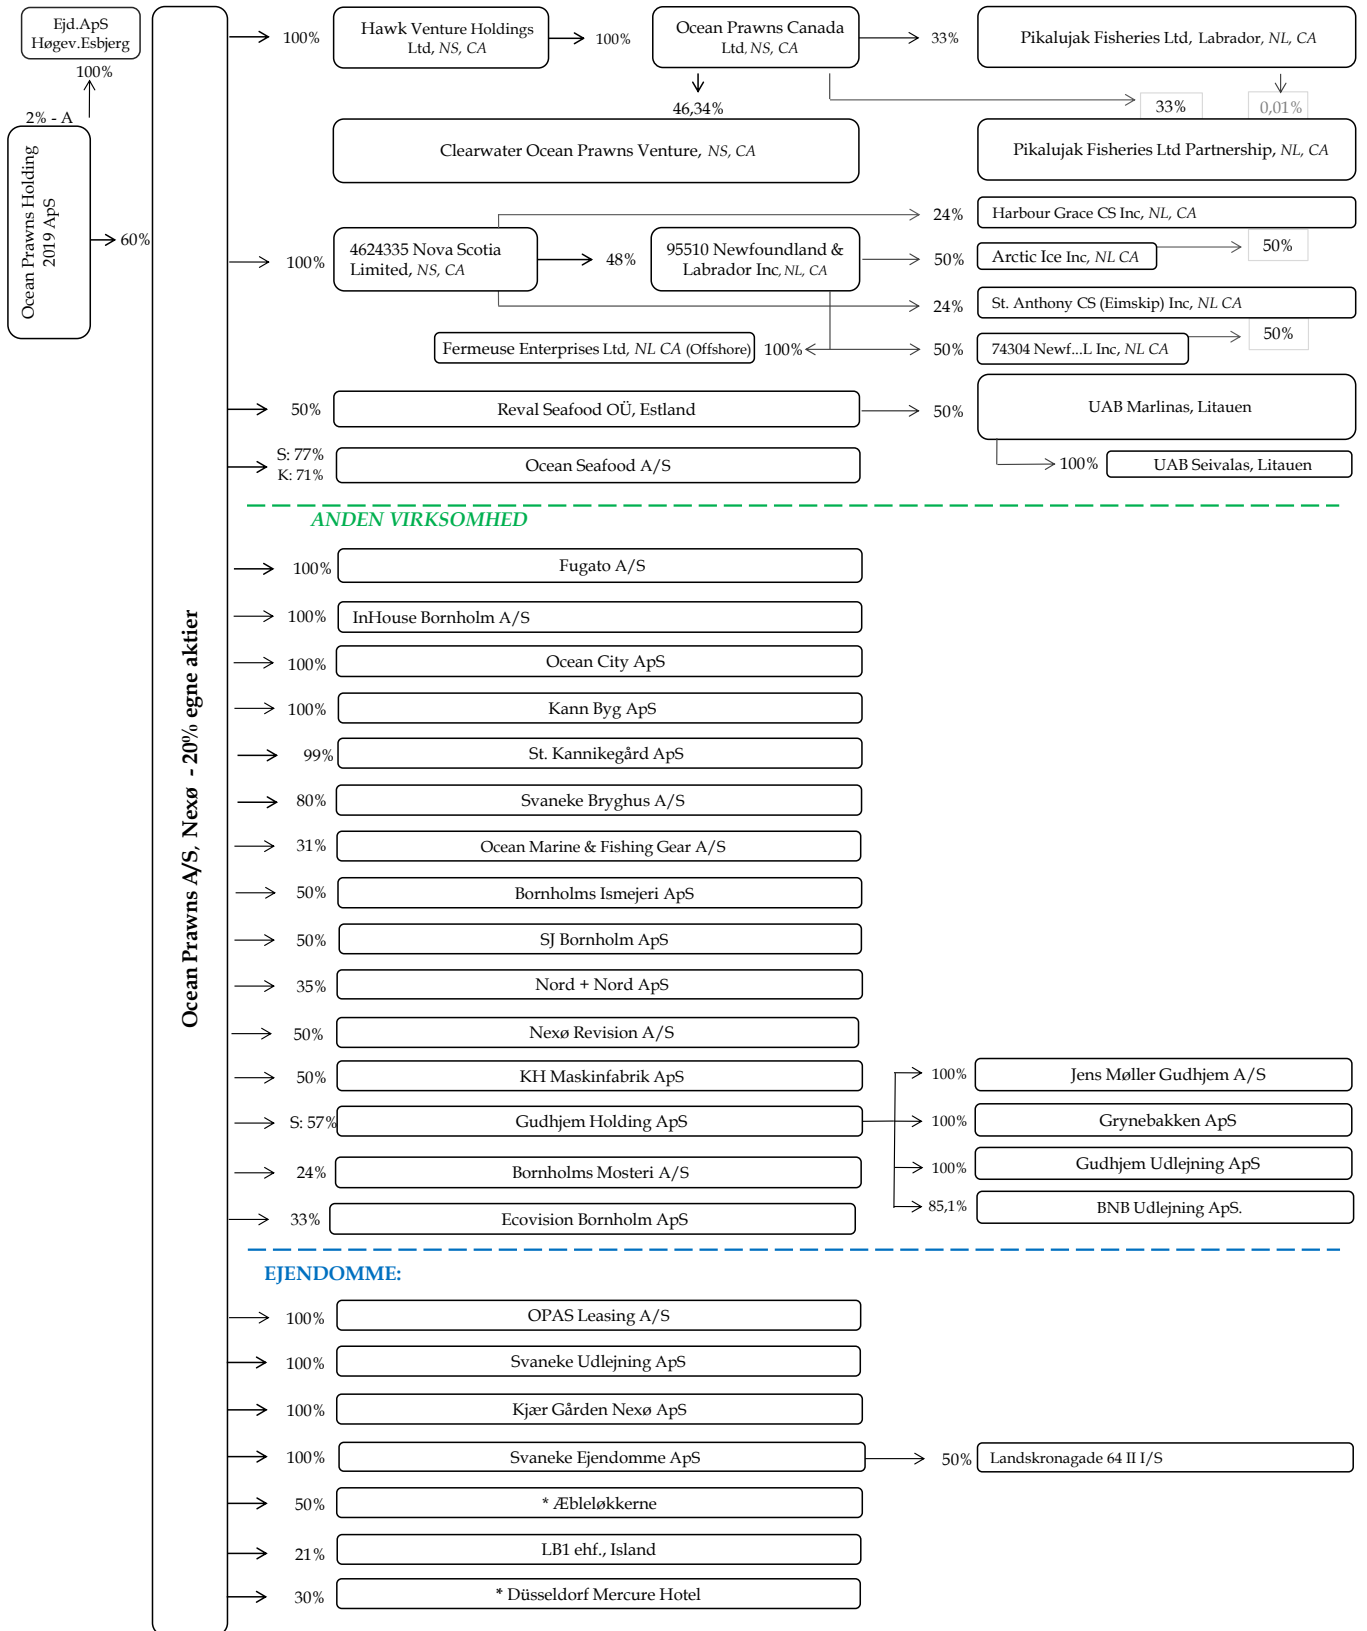 Ejd.ApS
Høgev.Esbjerg
100%
2% - A
Ocean Prawns Holding
2019 ApS
60%
Ocean Prawns A/S, Nexø - 20% egne aktier
100%
Hawk Venture Holdings
Ltd, NS, CA
100%
Ocean Prawns Canada
Ltd, NS, CA
33%
Pikalujak Fisheries Ltd, Labrador, NL, CA
46,34%
33%
0,01%
Clearwater Ocean Prawns Venture, NS, CA
Pikalujak Fisheries Ltd Partnership, NL, CA
24%
Harbour Grace CS Inc, NL, CA
100%
4624335 Nova Scotia
Limited, NS, CA
48%
95510 Newfoundland &
Labrador Inc, NL, CA
50%
Arctic Ice Inc, NL CA
50%
24%
St. Anthony CS (Eimskip) Inc, NL CA
Fermeuse Enterprises Ltd, NL CA (Offshore)
100%
50%
74304 Newf...L Inc, NL CA
50%
50%
Reval Seafood OÜ, Estland
50%
UAB Marlinas, Litauen
S: 77%
K: 71%
Ocean Seafood A/S
100%
UAB Seivalas, Litauen
ANDEN VIRKSOMHED
100%
Fugato A/S
100%
InHouse Bornholm A/S
100%
Ocean City ApS
100%
Kann Byg ApS
99%
St. Kannikegård ApS
80%
Svaneke Bryghus A/S
31%
Ocean Marine & Fishing Gear A/S
50%
Bornholms Ismejeri ApS
50%
SJ Bornholm ApS
35%
Nord + Nord ApS
50%
Nexø Revision A/S
50%
KH Maskinfabrik ApS
100%
Jens Møller Gudhjem A/S
S: 57%
Gudhjem Holding ApS
100%
Grynebakken ApS
24%
Bornholms Mosteri A/S
100%
Gudhjem Udlejning ApS
33%
Ecovision Bornholm ApS
85,1%
BNB Udlejning ApS.
EJENDOMME:
100%
OPAS Leasing A/S
100%
Svaneke Udlejning ApS
100%
Kjær Gården Nexø ApS
100%
Svaneke Ejendomme ApS
50%
Landskronagade 64 II I/S
50%
* Æbleløkkerne
21%
LB1 ehf., Island
30%
* Düsseldorf Mercure Hotel